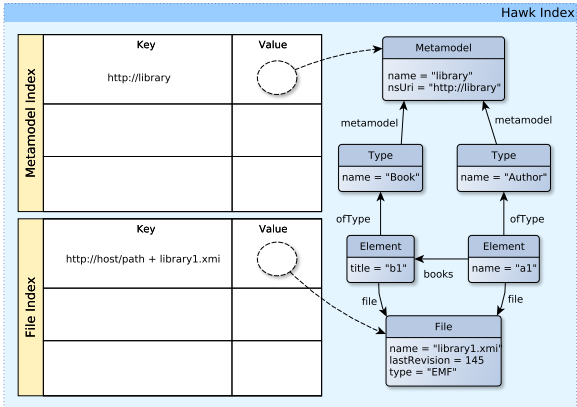 Hawk Index
Metamodel Index
Key Value
http://library
File Index
Key Value
http://host/path + library1.xmi
Metamodel
name = "library"
nsUri = "http://library"
metamodel
metamodel
Type
name = "Book"
Type
name = "Author"
ofType
ofType
Element
title = "b1"
books
Element
name = "a1"
file
file
File
name = "library1.xmi"
lastRevision = 145
type = "EMF"